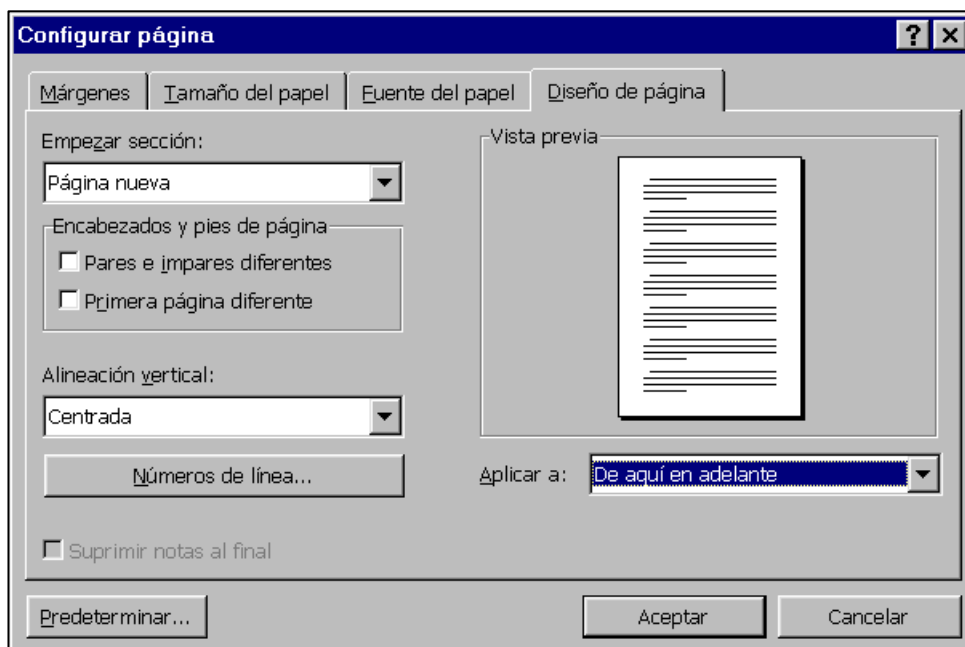 Configurar página
Márgenes Tamaño del papel Fuente del papel Diseño de página
Empezar sección:
Página nueva
Encabezados y pies de página
Pares e impares diferentes
Primera página diferente
Alineación vertical:
Centrada
Números de línea...
Suprimir notas al final
Vista previa
Aplicar a: De aquí en adelante
Predeterminar... Aceptar Cancelar